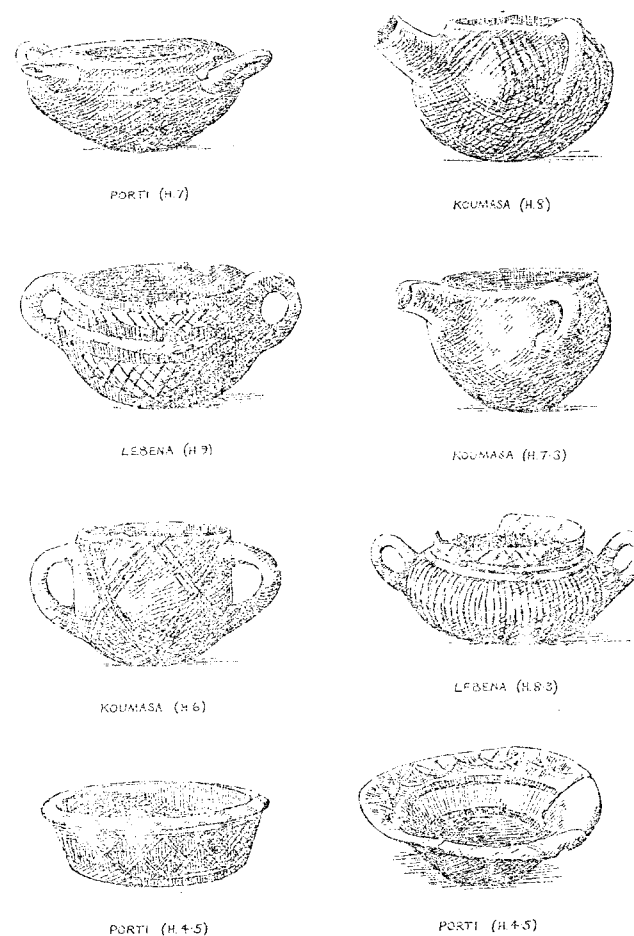 PORTI (H.7)
KOUMASA (H.8)
LEBENA (H.9)
KOUMASA (H.7·3)
KOUMASA (H.6)
LEBENA (H.8·3)
PORTI (H.4·5)
PORTI (H.4·5)